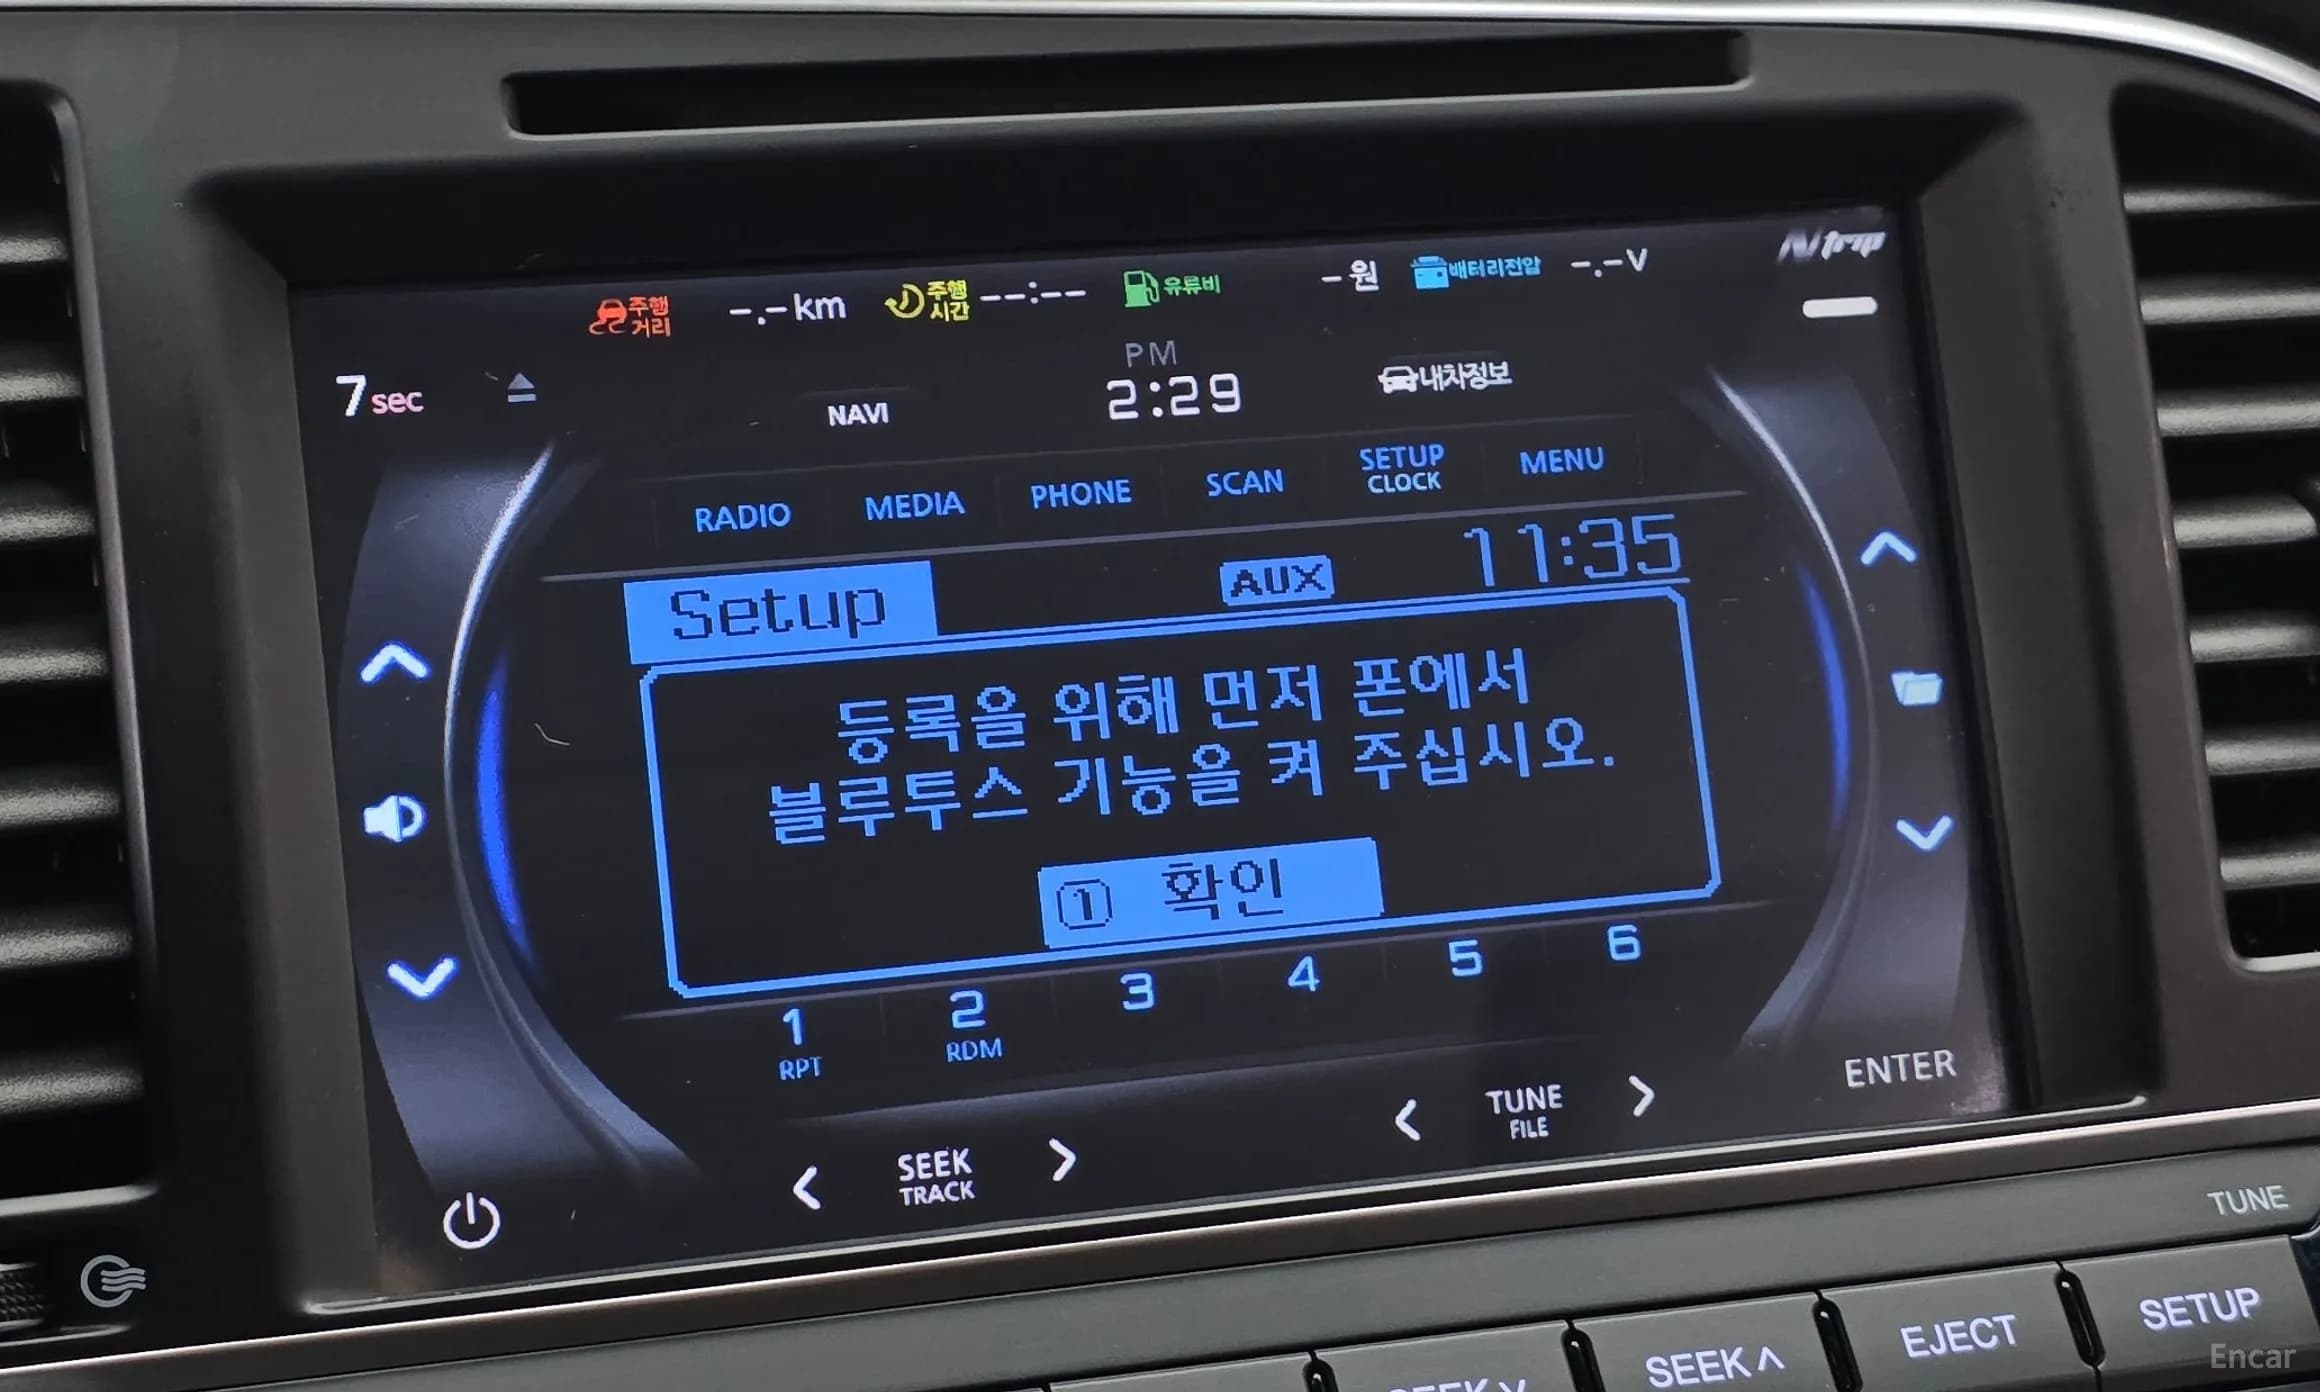 N trip
주행
거리
-.-km
주행
시간
--:--
유류비
-원
배터리전압
-.-V
7 sec
NAVI
PM
2:29
내차정보
RADIO
MEDIA
PHONE
SCAN
SETUP
CLOCK
MENU
Setup
AUX
11:35
등록을 위해 먼저 폰에서
블루투스 기능을 켜 주십시오.
① 확인
1
RPT
2
RDM
3
4
5
6
<
SEEK
TRACK
>
<
TUNE
FILE
>
ENTER
TUNE
SEEK ∨
SEEK ∧
EJECT
SETUP
Encar